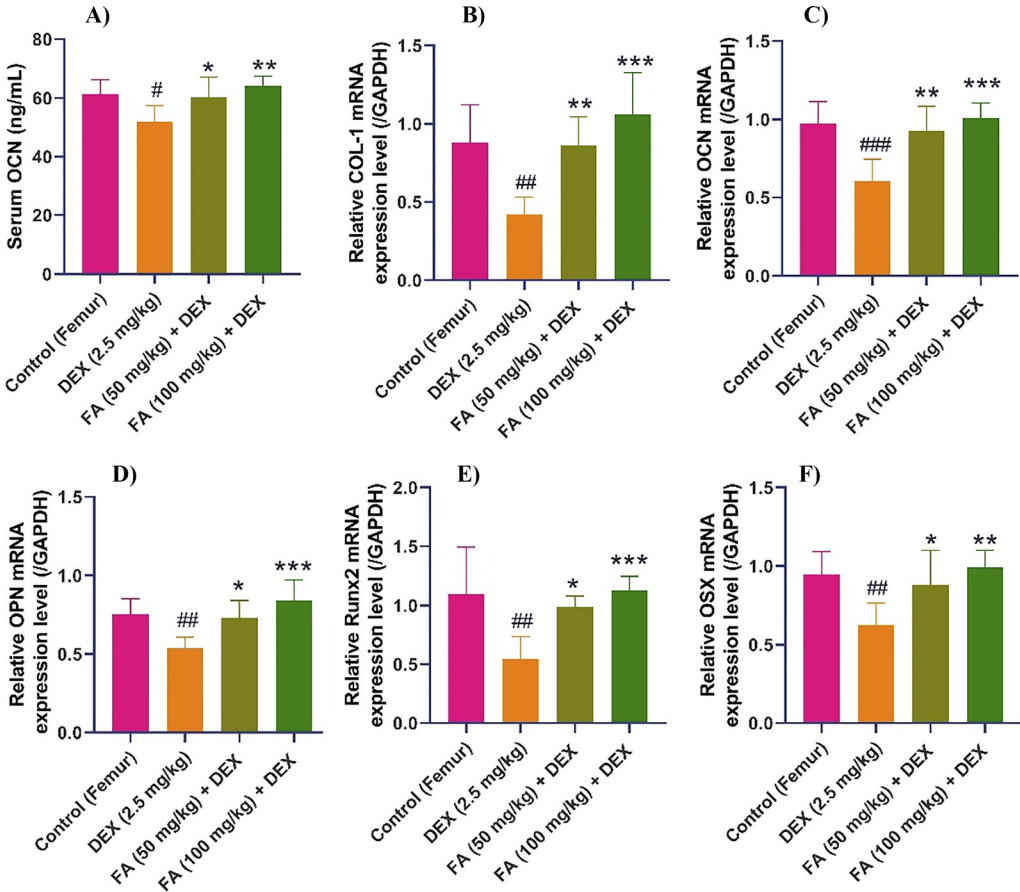 A)
Serum OCN (ng/mL)
80
60
40
20
0
#
*
**
Control (Femur)
DEX (2.5 mg/kg)
FA (50 mg/kg) + DEX
FA (100 mg/kg) + DEX
B)
Relative COL-1 mRNA
expression level (/GAPDH)
1.5
1.0
0.5
0.0
##
**
***
Control (Femur)
DEX (2.5 mg/kg)
FA (50 mg/kg) + DEX
FA (100 mg/kg) + DEX
C)
Relative OCN mRNA
expression level (/GAPDH)
1.5
1.0
0.5
0.0
###
**
***
Control (Femur)
DEX (2.5 mg/kg)
FA (50 mg/kg) + DEX
FA (100 mg/kg) + DEX
D)
Relative OPN mRNA
expression level (/GAPDH)
1.5
1.0
0.5
0.0
##
*
***
Control (Femur)
DEX (2.5 mg/kg)
FA (50 mg/kg) + DEX
FA (100 mg/kg) + DEX
E)
Relative Runx2 mRNA
expression level (/GAPDH)
2.0
1.5
1.0
0.5
0.0
##
*
***
Control (Femur)
DEX (2.5 mg/kg)
FA (50 mg/kg) + DEX
FA (100 mg/kg) + DEX
F)
Relative OSX mRNA
expression level (/GAPDH)
1.5
1.0
0.5
0.0
##
*
**
Control (Femur)
DEX (2.5 mg/kg)
FA (50 mg/kg) + DEX
FA (100 mg/kg) + DEX